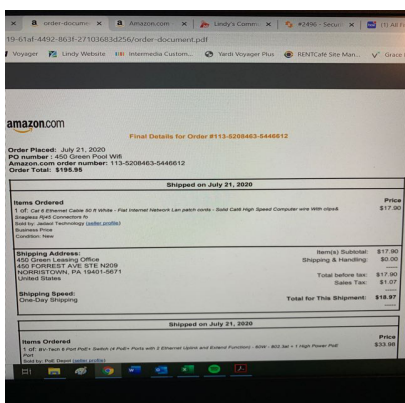 order-docume
Amazon.com
Lindy's Comm
#2496 - Secur
(1) All F
19-61af-4492-863f-27103683d256/order-document.pdf
Voyager
Lindy Website
Intermedia Custom...
Yardi Voyager Plus
RENTCafe Site Man...
Grace
amazon.com
Final Details for Order #113-5208463-5446612
Order Placed: July 21, 2020
PO number : 450 Green Pool Wifi
Amazon.com order number: 113-5208463-5446612
Order Total: $195.95
Shipped on July 21, 2020
Items Ordered Price
1 of: Cat 6 Ethernet Cable 50 ft White - Flat Internet Network Lan patch cords - Solid Cat6 High Speed Computer wire With clips& $17.90
Snagless Rj45 Connectors fo
Sold by: Jadaol Technology (seller profile)
Business Price
Condition: New
Shipping Address:
450 Green Leasing Office
450 FORREST AVE STE N209
NORRISTOWN, PA 19401-5671
United States
Shipping Speed:
One-Day Shipping
Item(s) Subtotal: $17.90
Shipping & Handling: $0.00
-----
Total before tax: $17.90
Sales Tax: $1.07
-----
Total for This Shipment: $18.97
-----
Shipped on July 21, 2020
Items Ordered Price
1 of: BV-Tech 6 Port PoE+ Switch (4 PoE+ Ports with 2 Ethernet Uplink and Extend Function) - 60W - 802.3at + 1 High Power PoE $33.98
Port
Sold by: PoE Depot (seller profile)